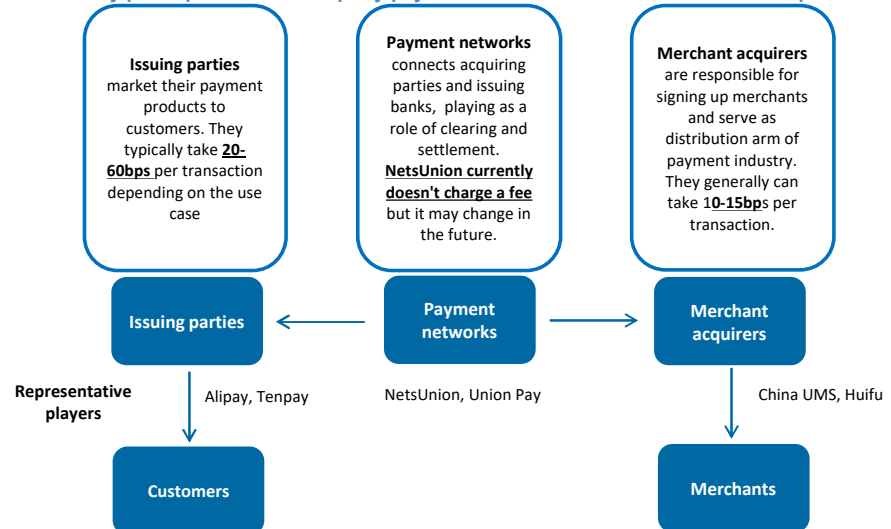 Issuing parties
market their payment
products to
customers. They
typically take 20-
60bps per transaction
depending on the use
case
Payment networks
connects acquiring
parties and issuing
banks, playing as a
role of clearing and
settlement.
NetsUnion currently
doesn't charge a fee
but it may change in
the future.
Merchant acquirers
are responsible for
signing up merchants
and serve as
distribution arm of
payment industry.
They generally can
take 10-15bps per
transaction.
Issuing parties
Payment
networks
Merchant
acquirers
Representative
players
Alipay, Tenpay
NetsUnion, Union Pay
China UMS, Huifu
Customers
Merchants